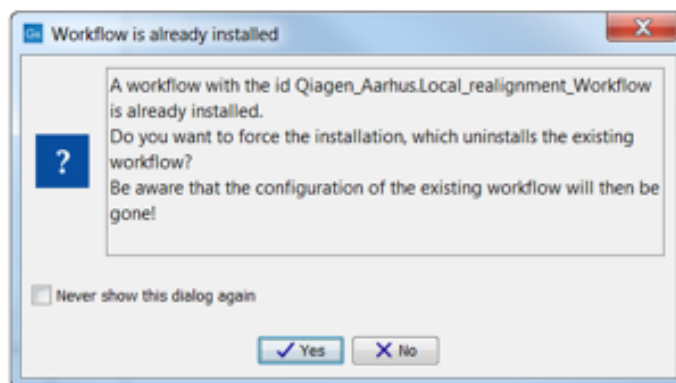 Workflow is already installed
A workflow with the id Qiagen_Aarhus.Local_realignment_Workflow
is already installed.
Do you want to force the installation, which uninstalls the existing
workflow?
Be aware that the configuration of the existing workflow will then be
gone!
Never show this dialog again
Yes
No